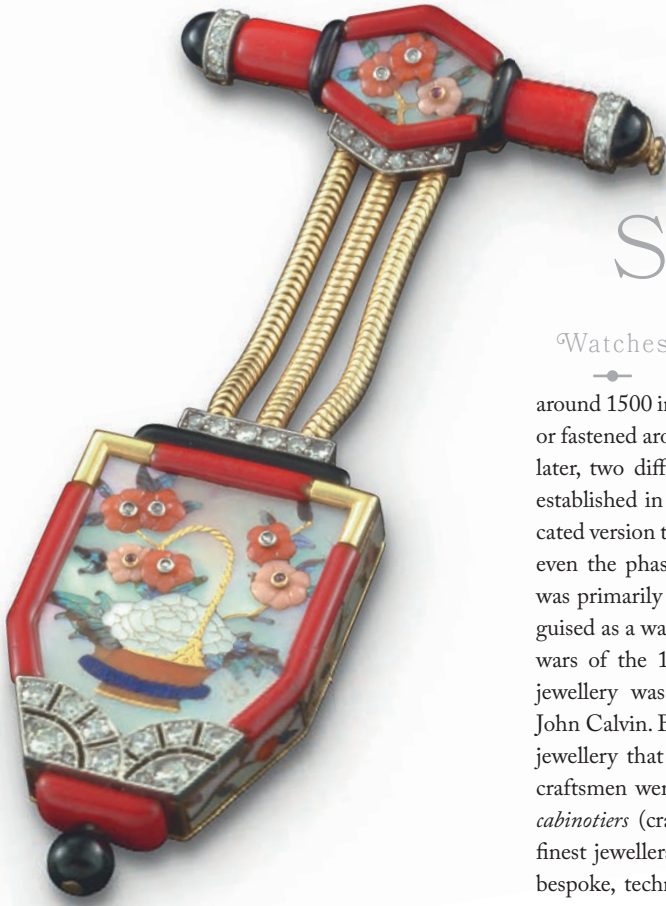 S
Watches
around 1500 i
or fastened aro
later, two diff
established in
cated version t
even the phas
was primarily
guised as a wa
wars of the 1
jewellery was
John Calvin. E
jewellery that
craftsmen wer
cabinotiers (cra
finest jeweller
bespoke, techn